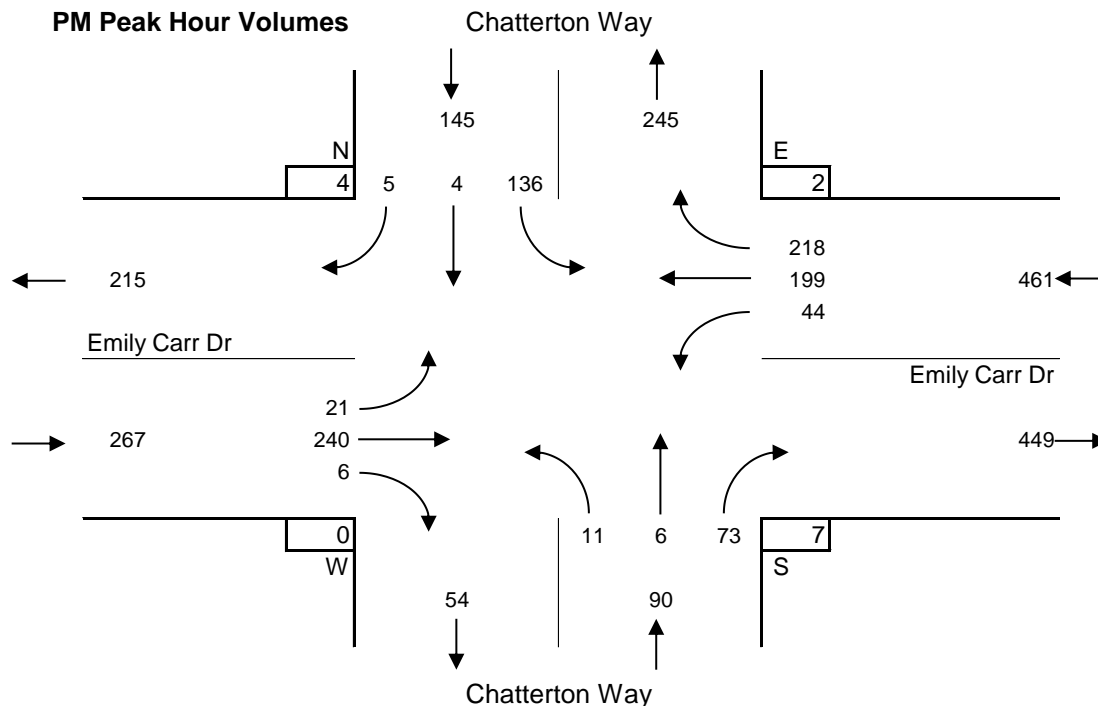 PM Peak Hour Volumes Chatterton Way
145 245
N E
4 5 4 136 2
218
215 199 461
44
Emily Carr Dr
Emily Carr Dr
21
267 240 449
6
0 11 6 73 7
W S
54 90
Chatterton Way